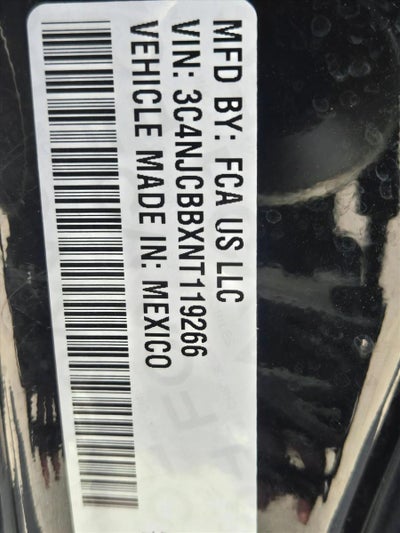 MFD BY: FCA US LLC
VIN: 3C4NJCBBXNT119266
VEHICLE MADE IN: MEXICO